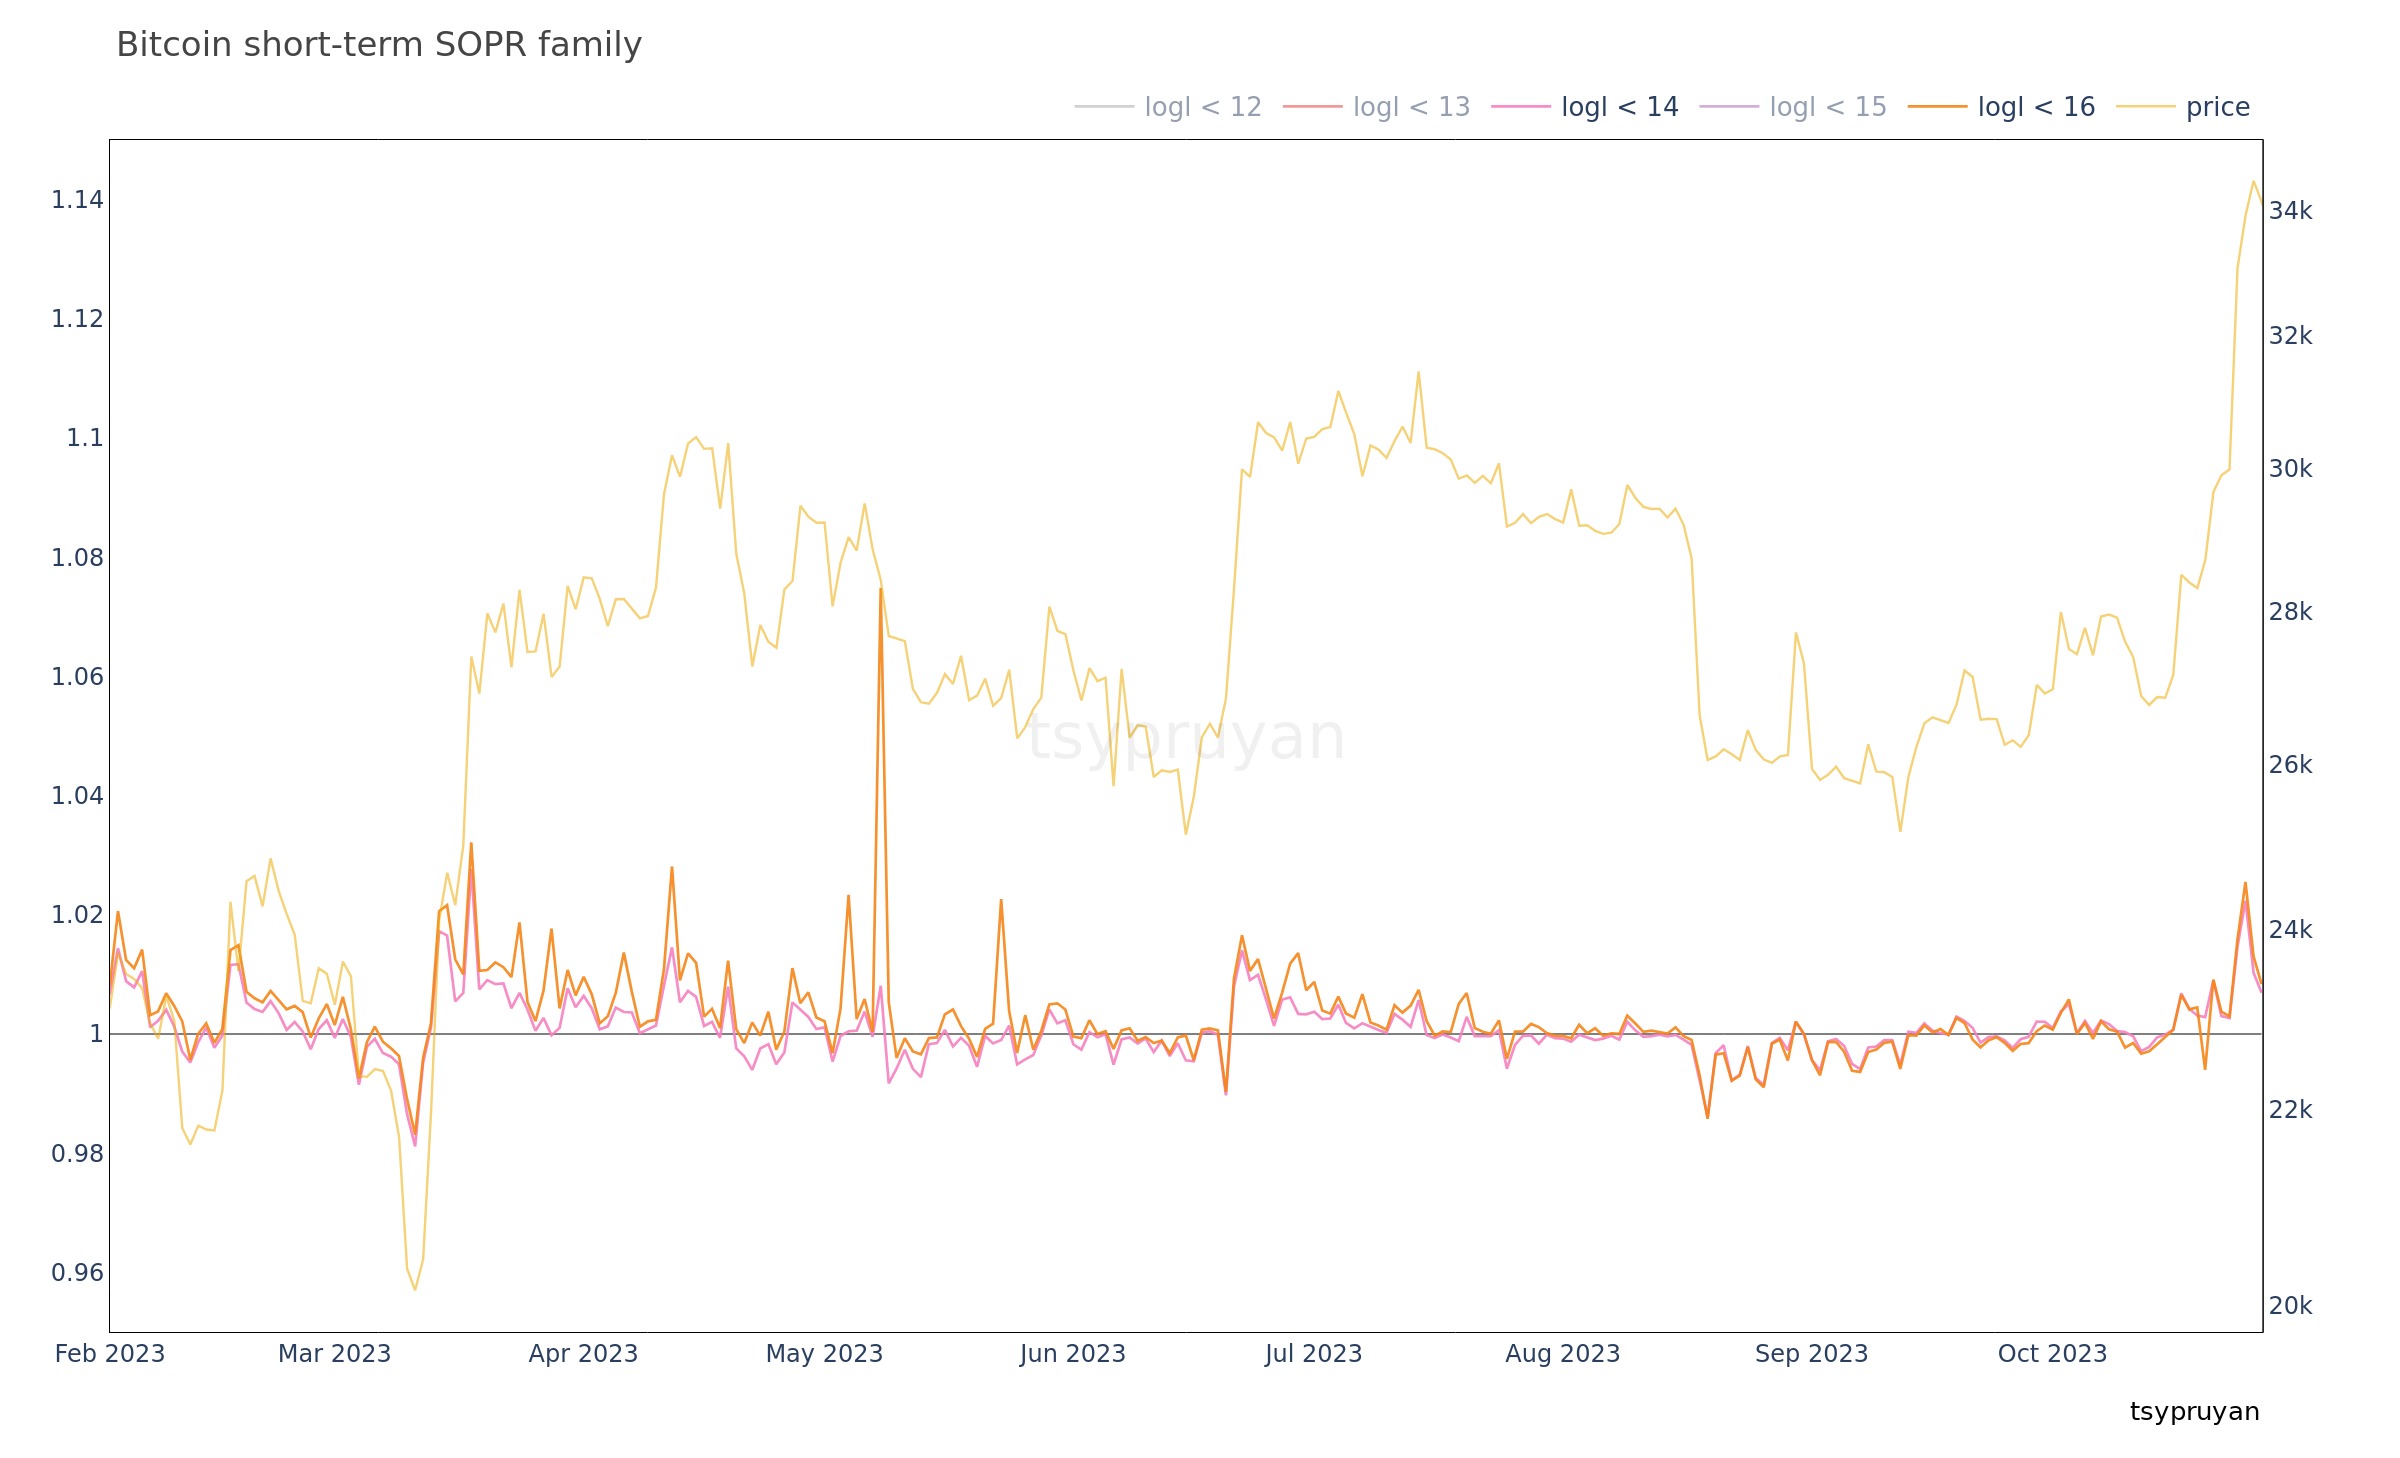 Bitcoin short-term SOPR family
logl < 12 logl < 13 logl < 14 logl < 15 logl < 16 price
1.14
1.12
1.1
1.08
1.06
1.04
1.02
1
0.98
0.96
34k
32k
30k
28k
26k
24k
22k
20k
tsypruyan
Feb 2023 Mar 2023 Apr 2023 May 2023 Jun 2023 Jul 2023 Aug 2023 Sep 2023 Oct 2023
tsypruyan